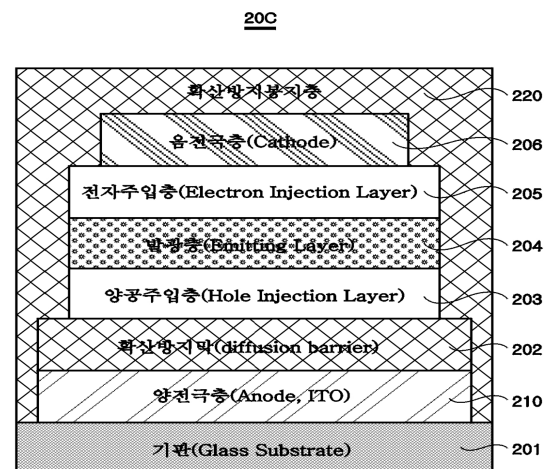 20C
확산방지봉지층
220
음전극층(Cathode)
206
전자주입층(Electron Injection Layer)
205
발광층(Emitting Layer)
204
양공주입층(Hole Injection Layer)
203
확산방지막(diffusion barrier)
202
양전극층(Anode, ITO)
210
기판(Glass Substrate)
201